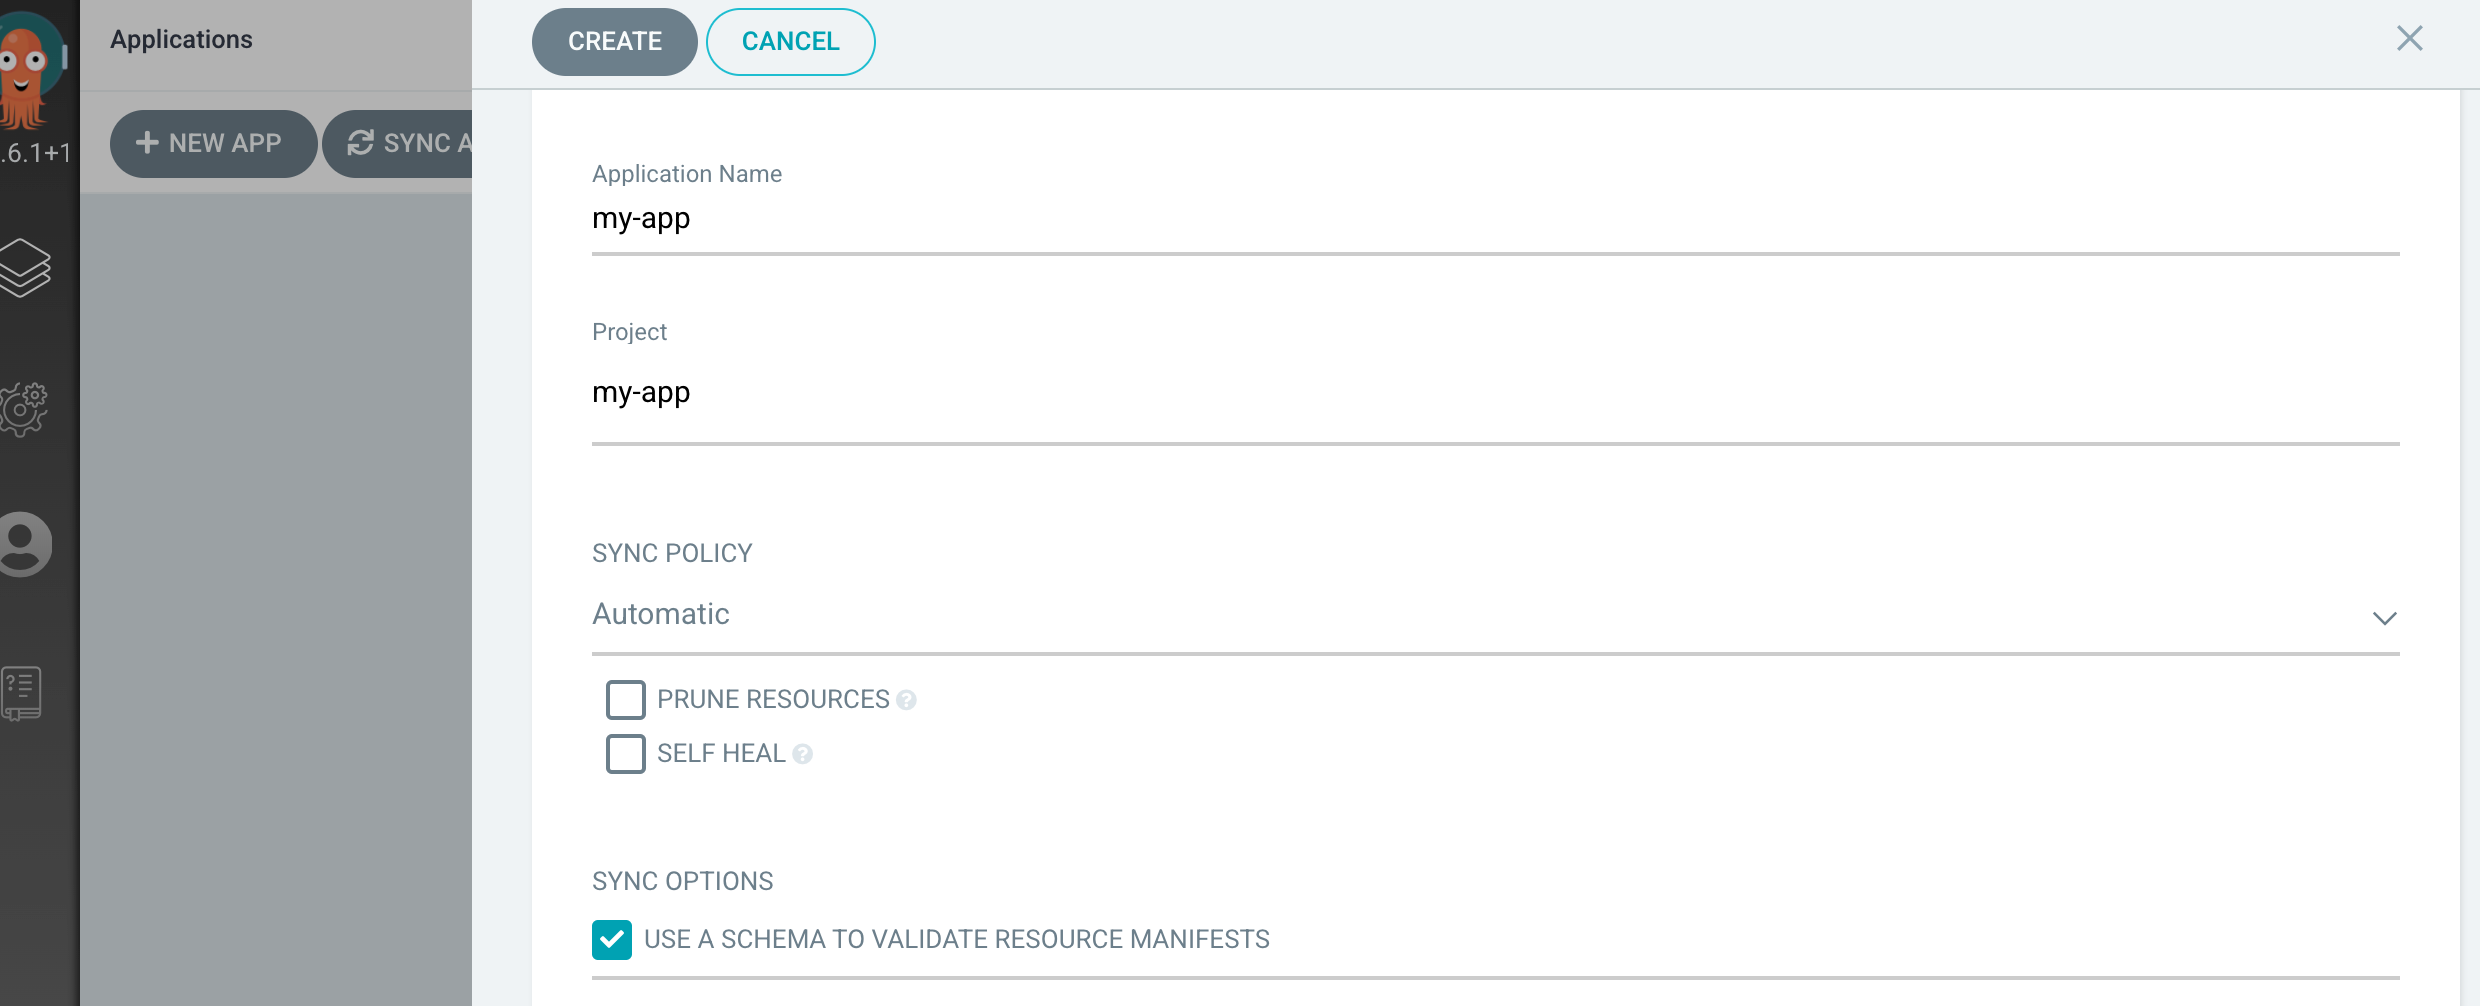 Applications
CREATE
CANCEL
NEW APP
SYNC A
.6.1+1
Application Name
my-app
Project
my-app
SYNC POLICY
Automatic
PRUNE RESOURCES ?
SELF HEAL ?
SYNC OPTIONS
USE A SCHEMA TO VALIDATE RESOURCE MANIFESTS